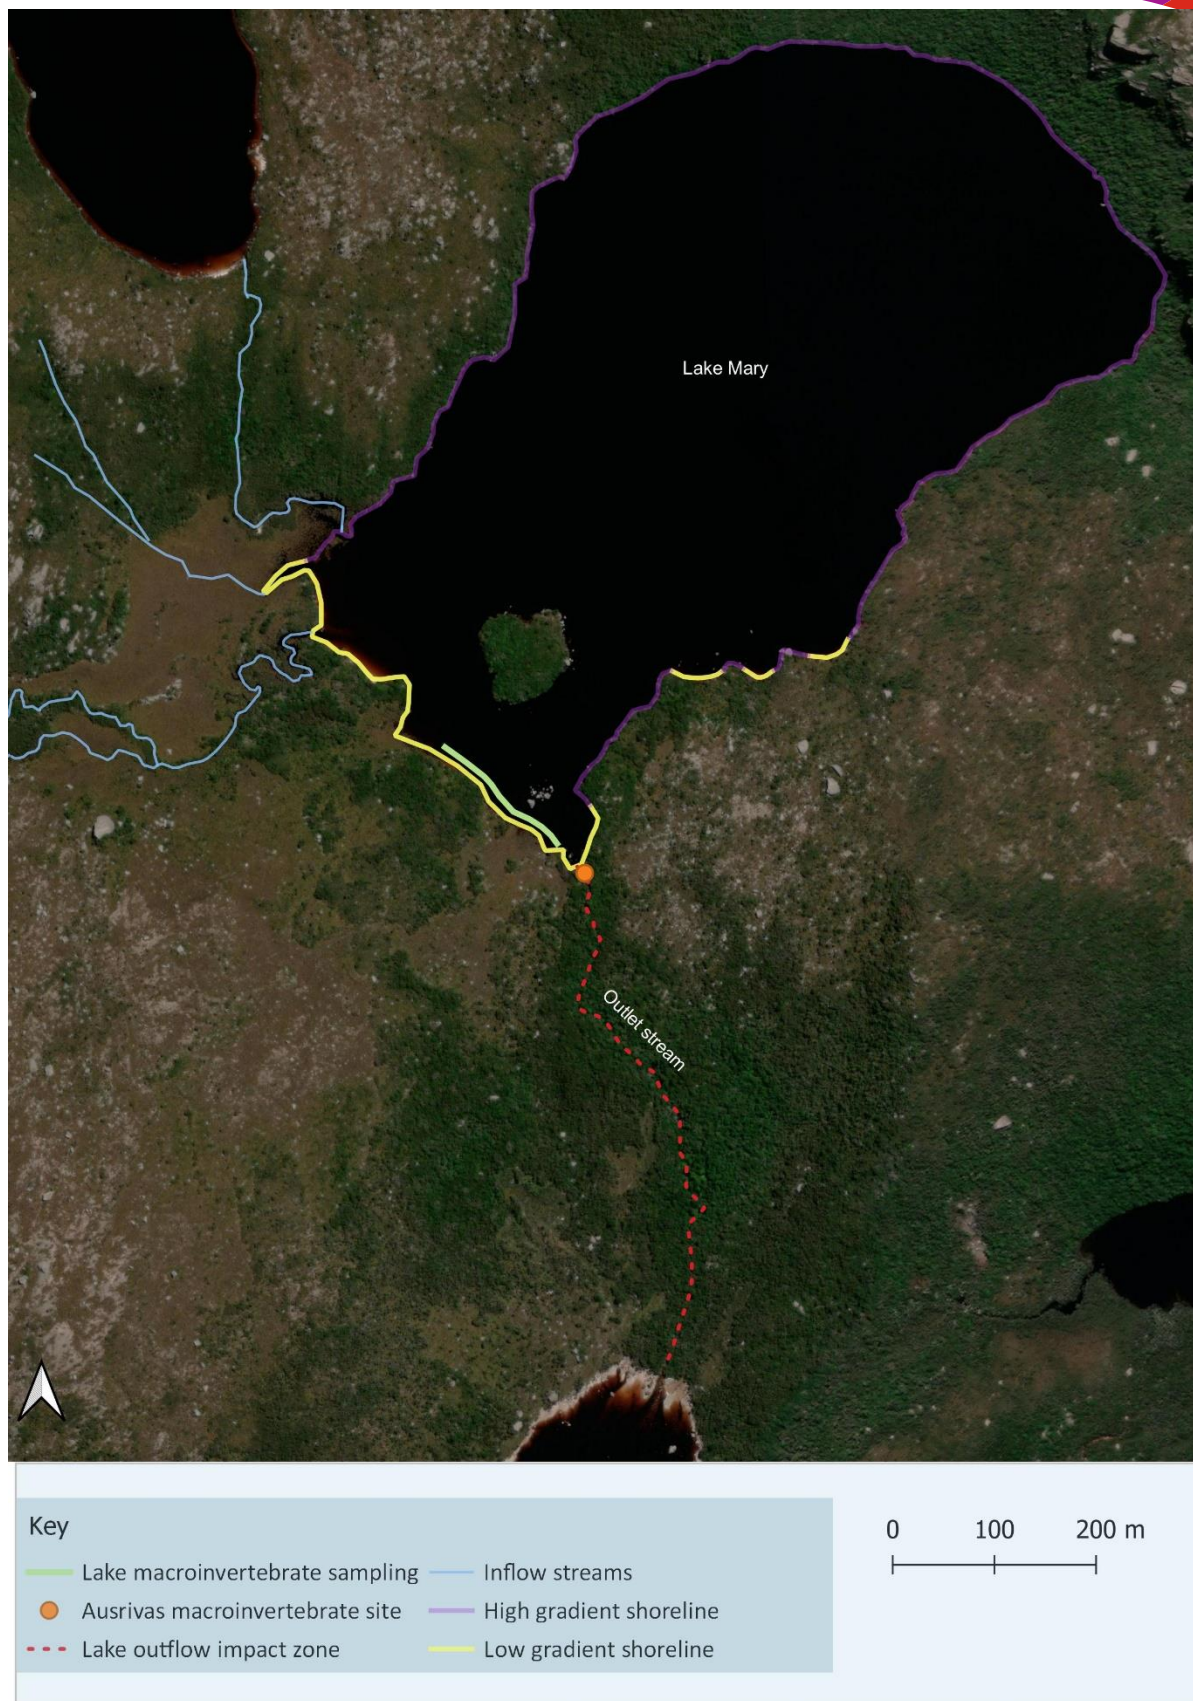 Lake Mary
Outlet stream
Key
Lake macroinvertebrate sampling
Ausrivas macroinvertebrate site
Lake outflow impact zone
Inflow streams
High gradient shoreline
Low gradient shoreline
0 100 200 m